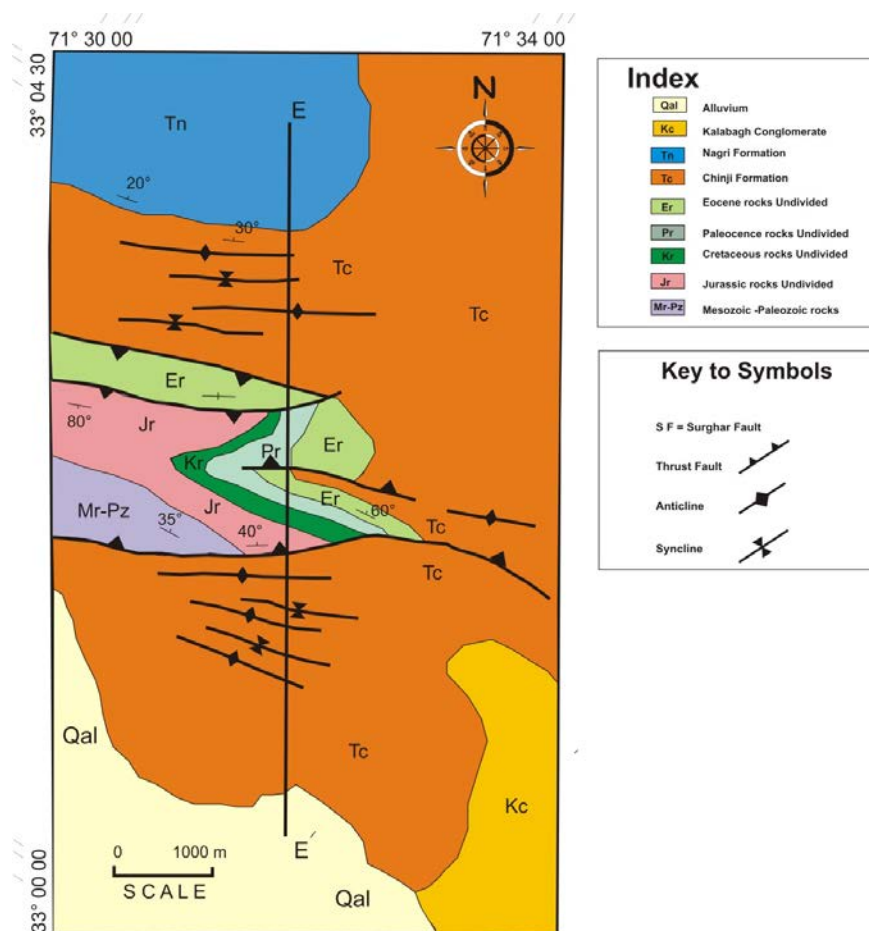 71° 30 00
71° 34 00
33° 04 30
33° 00 00
N
E
Tn
20°
30°
Tc
Tc
Er
80°
Jr
Kr
Pr
Er
Er
Jr
Mr-Pz
35°
40°
60°
Tc
Tc
Qal
Tc
Kc
E′
0 1000 m
SCALE
Qal
Index
Qal Alluvium
Kc Kalabagh Conglomerate
Tn Nagri Formation
Tc Chinji Formation
Er Eocene rocks Undivided
Pr Paleocence rocks Undivided
Kr Cretaceous rocks Undivided
Jr Jurassic rocks Undivided
Mr-Pz Mesozoic -Paleozoic rocks
Key to Symbols
S F = Surghar Fault
Thrust Fault
Anticline
Syncline